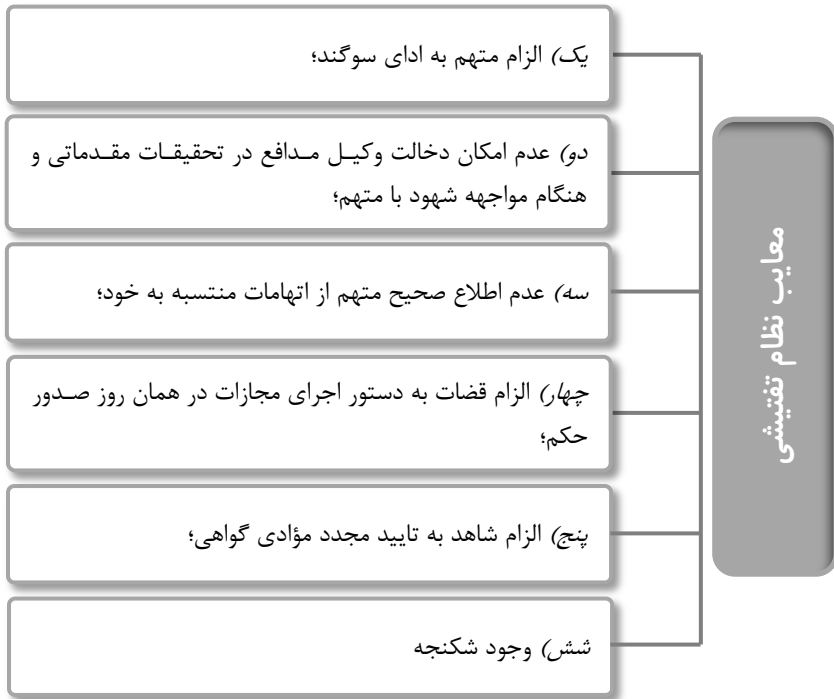 معایب نظام تفتیشی
یک) الزام متهم به ادای سوگند؛
دو) عدم امکان دخالت وکیل مدافع در تحقیقات مقدماتی و
هنگام مواجهه شهود با متهم؛
سه) عدم اطلاع صحیح متهم از اتهامات منتسبه به خود؛
چهار) الزام قضات به دستور اجرای مجازات در همان روز صدور
حکم؛
پنج) الزام شاهد به تایید مجدد مؤادی گواهی؛
شش) وجود شکنجه